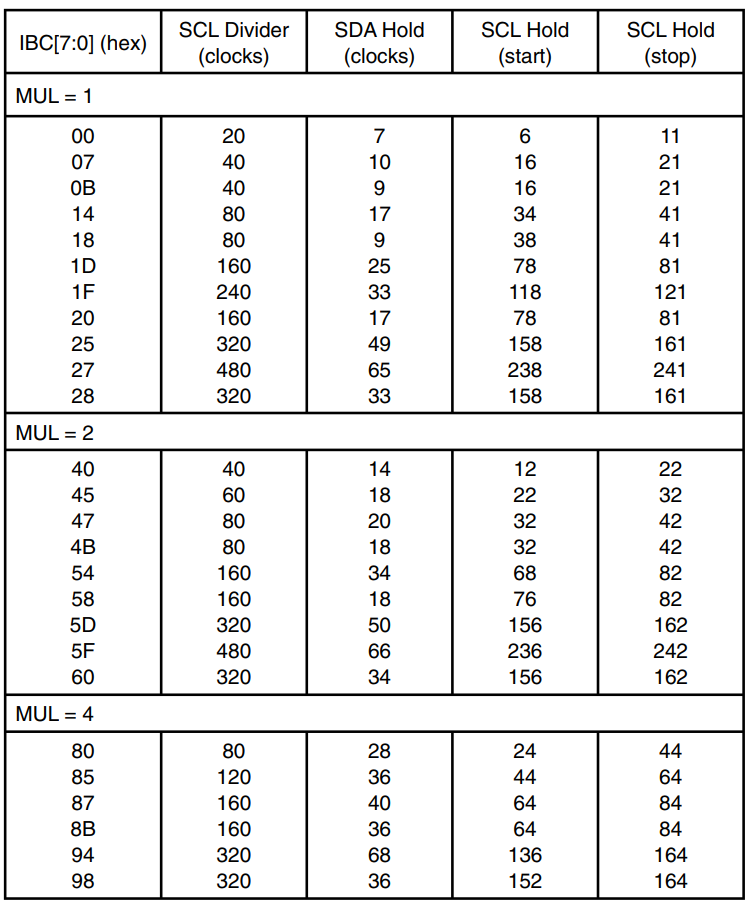 IBC[7:0] (hex) SCL Divider (clocks) SDA Hold (clocks) SCL Hold (start) SCL Hold (stop)
MUL = 1
00 20 7 6 11
07 40 10 16 21
0B 40 9 16 21
14 80 17 34 41
18 80 9 38 41
1D 160 25 78 81
1F 240 33 118 121
20 160 17 78 81
25 320 49 158 161
27 480 65 238 241
28 320 33 158 161
MUL = 2
40 40 14 12 22
45 60 18 22 32
47 80 20 32 42
4B 80 18 32 42
54 160 34 68 82
58 160 18 76 82
5D 320 50 156 162
5F 480 66 236 242
60 320 34 156 162
MUL = 4
80 80 28 24 44
85 120 36 44 64
87 160 40 64 84
8B 160 36 64 84
94 320 68 136 164
98 320 36 152 164